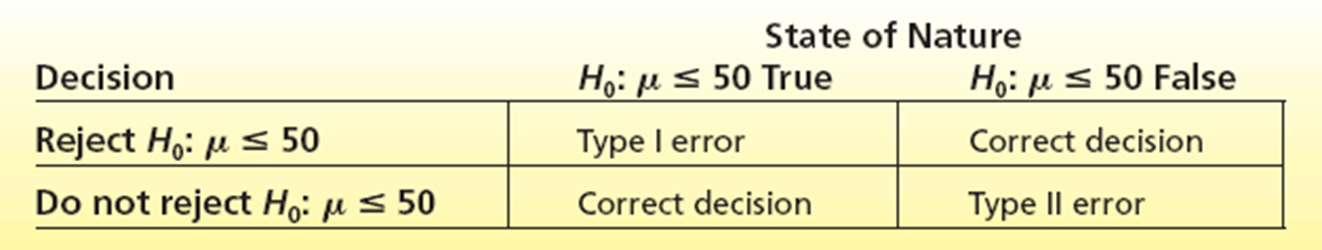 State of Nature
Decision H₀: μ ≤ 50 True H₀: μ ≤ 50 False
Reject H₀: μ ≤ 50 Type I error Correct decision
Do not reject H₀: μ ≤ 50 Correct decision Type II error